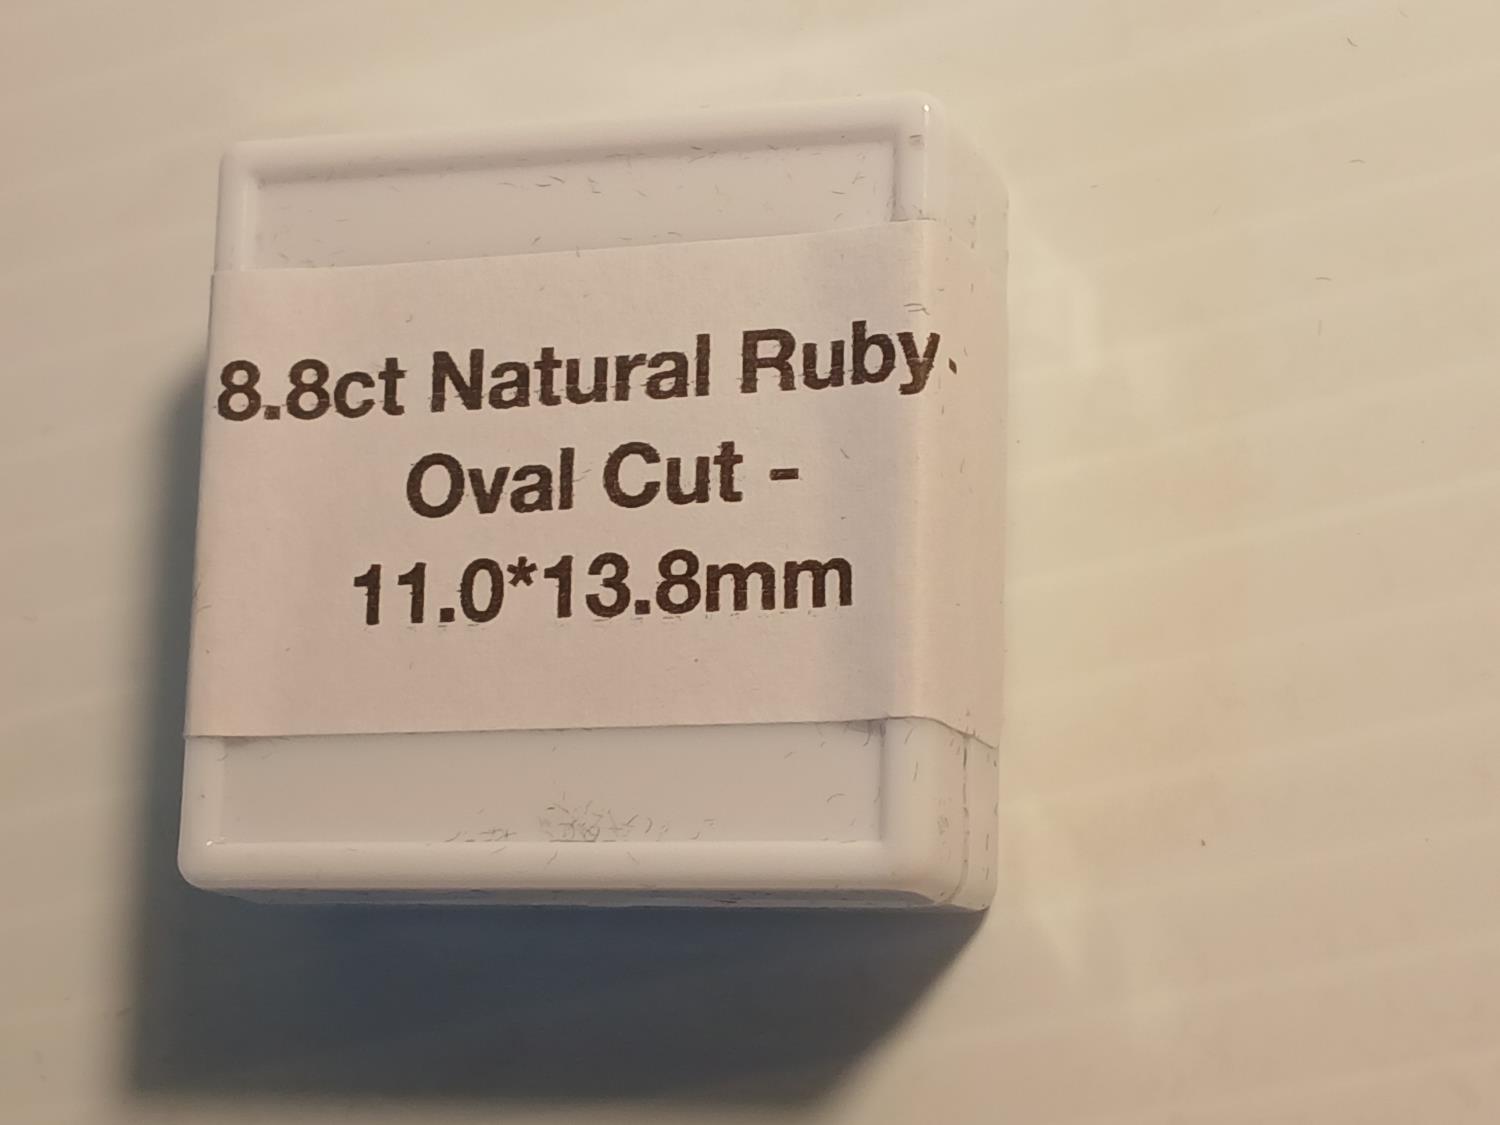 8.8ct Natural Ruby.
Oval Cut -
11.0*13.8mm